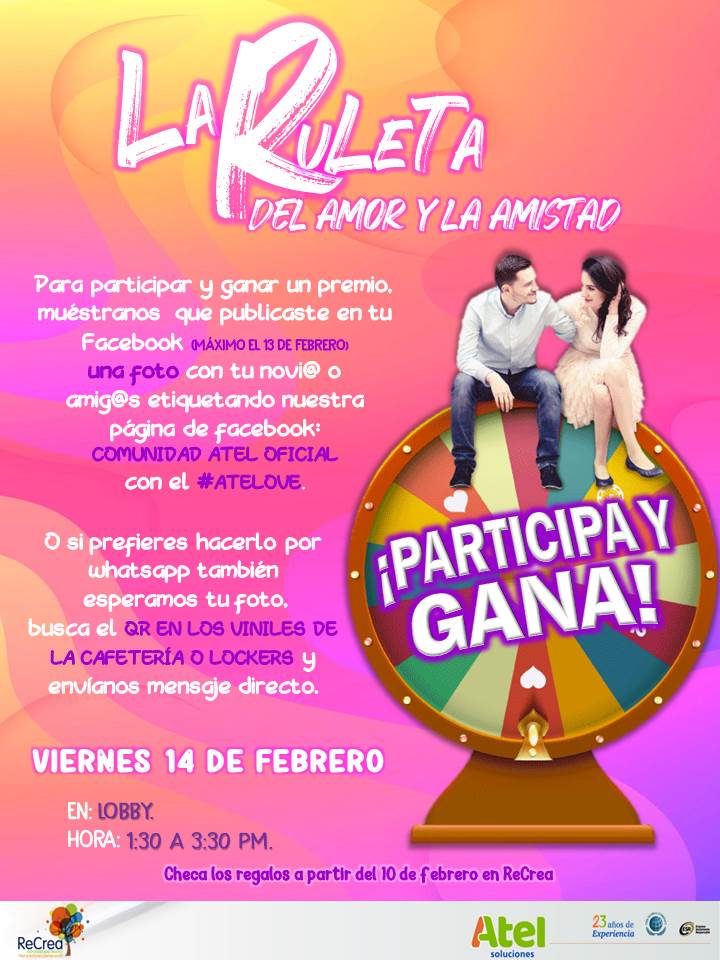 LA RULETA
DEL AMOR Y LA AMISTAD
Para participar y ganar un premio,
muéstranos que publicaste en tu
Facebook (MÁXIMO EL 13 DE FEBRERO)
una foto con tu novi@ o
amig@s etiquetando nuestra
página de facebook:
COMUNIDAD ATEL OFICIAL
con el #ATELOVE.
O si prefieres hacerlo por
whatsapp también
esperamos tu foto,
busca el QR EN LOS VINILES DE
LA CAFETERÍA O LOCKERS y
envíanos mensaje directo.
¡PARTICIPA Y
GANA!
VIERNES 14 DE FEBRERO
EN: LOBBY.
HORA: 1:30 A 3:30 PM.
Checa los regalos a partir del 10 de febrero en ReCrea
ReCrea
Atel
soluciones
23 años de
Experiencia
ESR